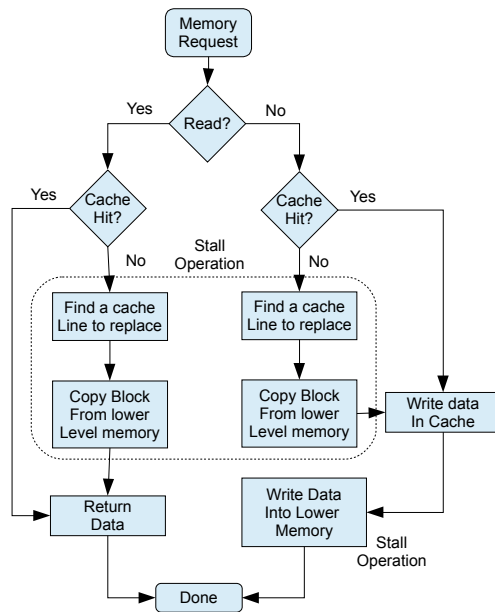 Memory
Request
Yes
No
Read?
Yes
Cache
Hit?
Cache
Hit?
Yes
No
Stall
Operation
No
Find a cache
Line to replace
Find a cache
Line to replace
Copy Block
From lower
Level memory
Copy Block
From lower
Level memory
Write data
In Cache
Return
Data
Write Data
Into Lower
Memory
Stall
Operation
Done